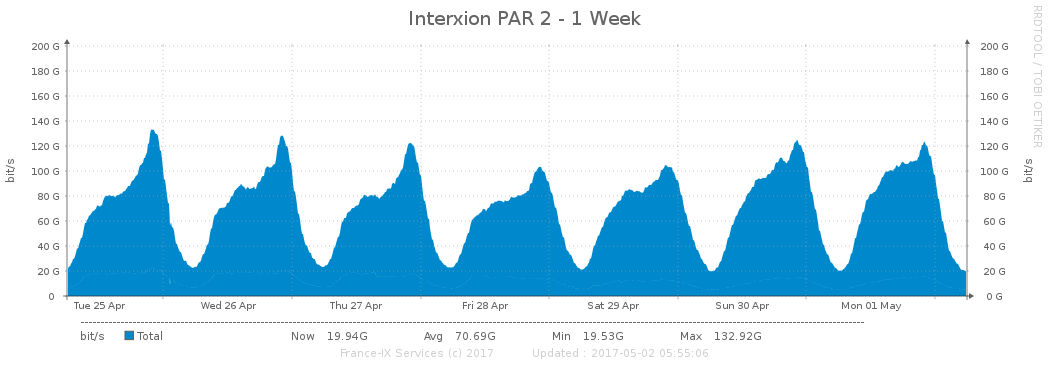 Interxion PAR 2 - 1 Week
RRDTOOL / TOBI OETIKER
200 G 200 G
180 G 180 G
160 G 160 G
140 G 140 G
120 G 120 G
100 G 100 G
80 G 80 G
60 G 60 G
40 G 40 G
20 G 20 G
0 0 G
bit/s
bit/s
Tue 25 Apr Wed 26 Apr Thu 27 Apr Fri 28 Apr Sat 29 Apr Sun 30 Apr Mon 01 May
bit/s Total Now 19.94G Avg 70.69G Min 19.53G Max 132.92G
France-IX Services (c) 2017 Updated : 2017-05-02 05:55:06